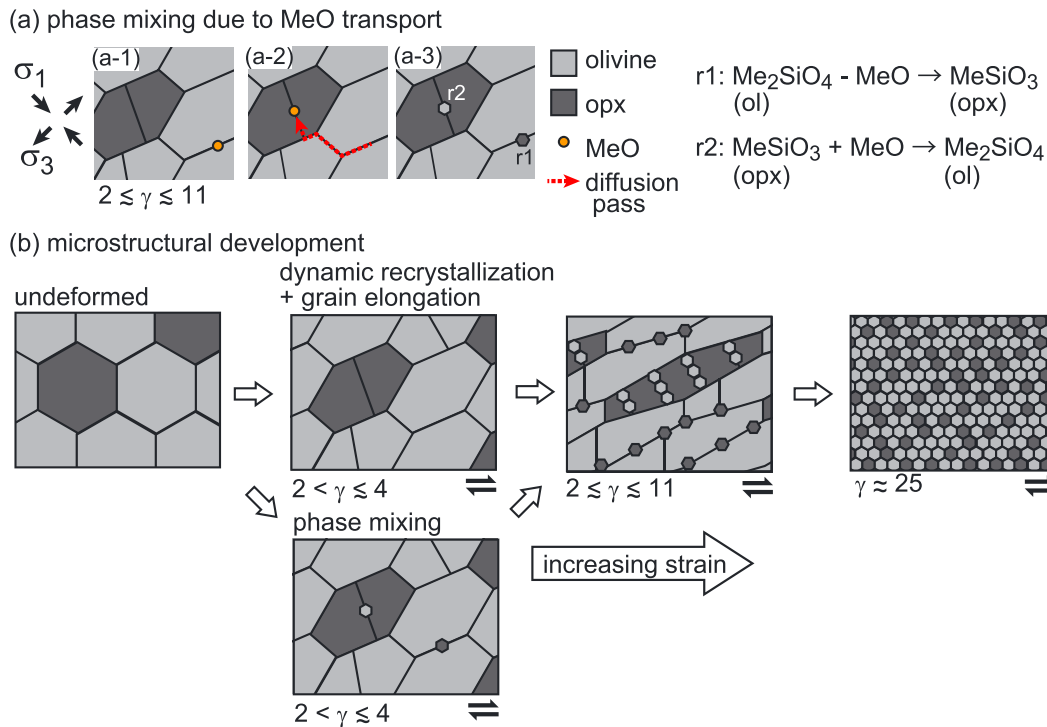 (a) phase mixing due to MeO transport
σ1
σ3
(a-1)
(a-2)
(a-3)
r2
r1
2 ≲ γ ≲ 11
olivine
opx
MeO
diffusion
pass
r1: Me2SiO4 - MeO → MeSiO3
(ol) (opx)
r2: MeSiO3 + MeO → Me2SiO4
(opx) (ol)
(b) microstructural development
undeformed
dynamic recrystallization
+ grain elongation
2 < γ ≲ 4
2 ≲ γ ≲ 11
γ ≈ 25
phase mixing
2 < γ ≲ 4
increasing strain